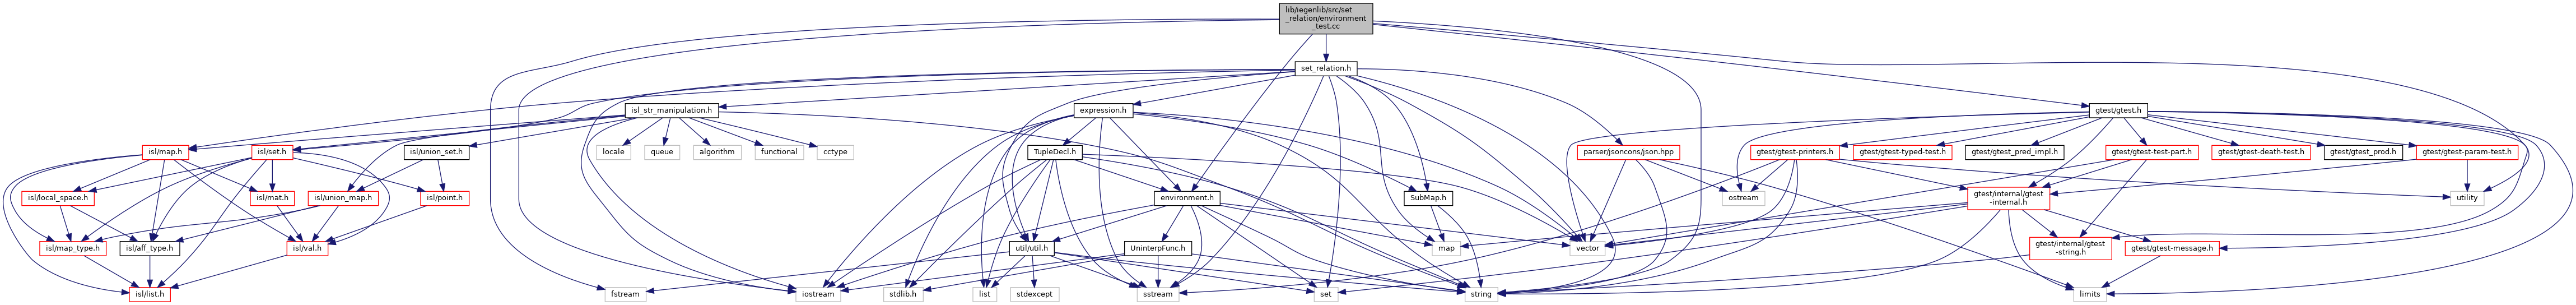 lib/iegenlib/src/set
_relation/environment
_test.cc
set_relation.h
isl_str_manipulation.h
expression.h
gtest/gtest.h
isl/map.h
isl/set.h
isl/union_set.h
locale
queue
algorithm
functional
cctype
TupleDecl.h
parser/jsoncons/json.hpp
gtest/gtest-printers.h
gtest/gtest-typed-test.h
gtest/gtest_pred_impl.h
gtest/gtest-test-part.h
gtest/gtest-death-test.h
gtest/gtest_prod.h
gtest/gtest-param-test.h
isl/local_space.h
isl/mat.h
isl/union_map.h
isl/point.h
environment.h
SubMap.h
ostream
gtest/internal/gtest
-internal.h
utility
isl/map_type.h
isl/aff_type.h
isl/val.h
util/util.h
UninterpFunc.h
map
vector
gtest/internal/gtest
-string.h
gtest/gtest-message.h
isl/list.h
fstream
iostream
stdlib.h
list
stdexcept
sstream
set
string
limits